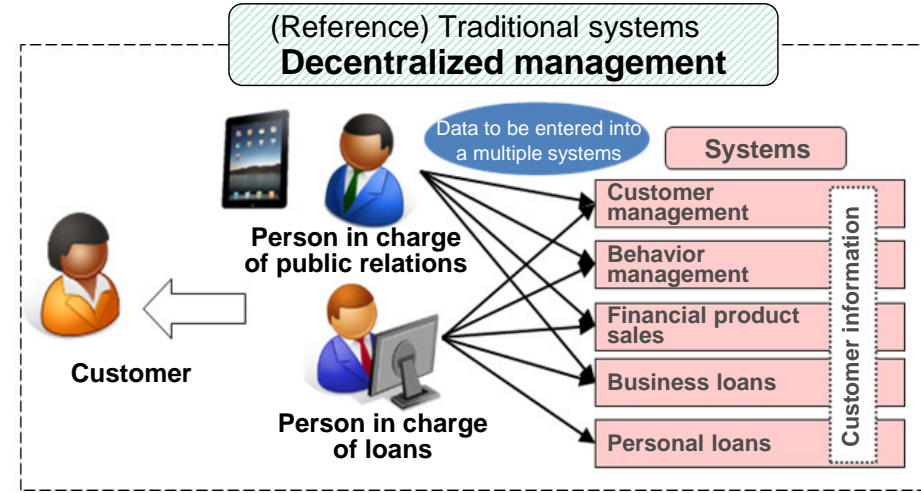 (Reference) Traditional systems
Decentralized management
Data to be entered into
a multiple systems
Systems
Customer
management
Behavior
management
Financial product
sales
Business loans
Personal loans
Customer information
Person in charge
of public relations
Customer
Person in charge
of loans